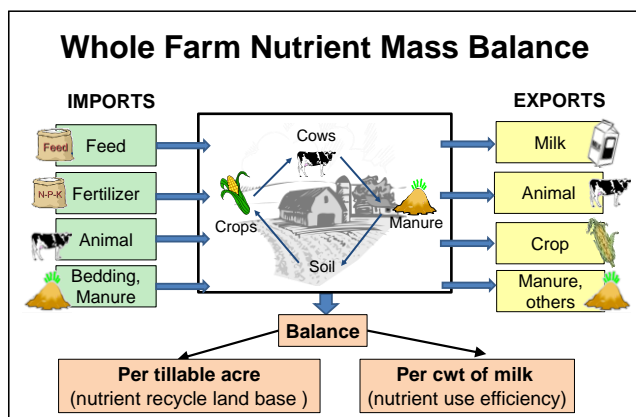 Whole Farm Nutrient Mass Balance
IMPORTS
EXPORTS
Feed
Feed
N-P-K
Fertilizer
Animal
Bedding,
Manure
Cows
Crops
Manure
Soil
Milk
Animal
Crop
Manure,
others
Balance
Per tillable acre
(nutrient recycle land base )
Per cwt of milk
(nutrient use efficiency)